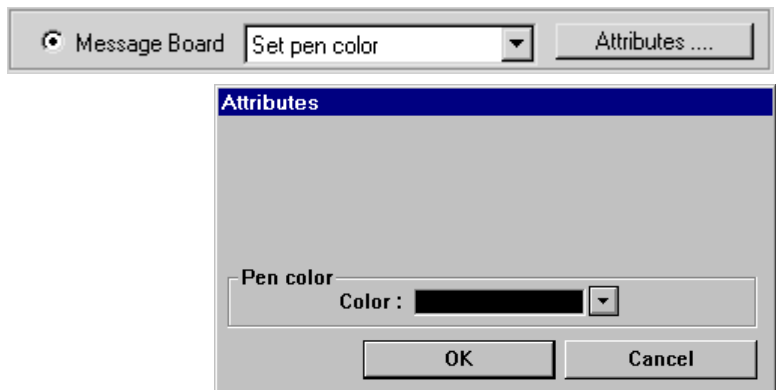 Message Board Set pen color Attributes ....
Attributes
Pen color
Color :
OK Cancel